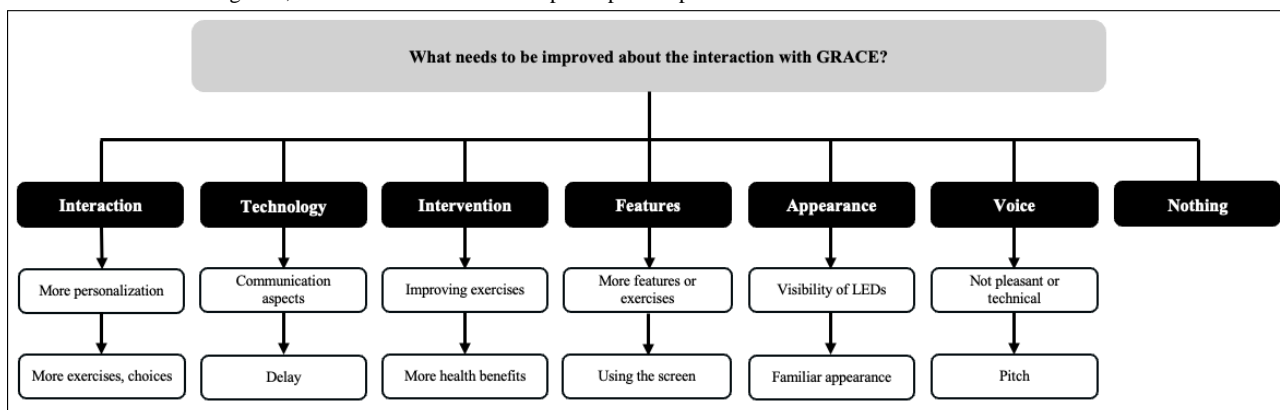 What needs to be improved about the interaction with GRACE?
Interaction
Technology
Intervention
Features
Appearance
Voice
Nothing
More personalization
Communication
aspects
Improving exercises
More features or
exercises
Visibility of LEDs
Not pleasant or
technical
More exercises, choices
Delay
More health benefits
Using the screen
Familiar appearance
Pitch